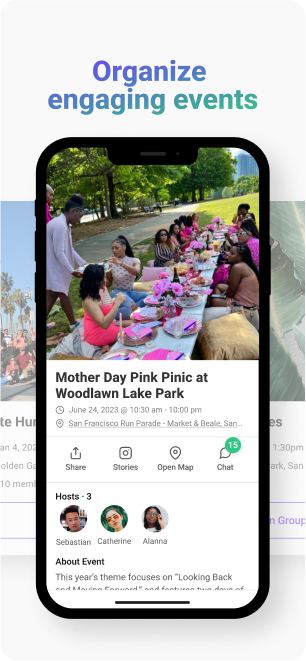 Organize
engaging events
Mother Day Pink Pinic at
Woodlawn Lake Park
June 24, 2023 @ 10:30 am - 10:00 pm
San Francisco Run Parade - Market & Beale, San...
te Hu
es
an 4, 202
1:30pm
olden Ga
Park, San
10 memb
n Group
15
Share
Stories
Open Map
Chat
Hosts · 3
Sebastian
Catherine
Alanna
About Event
This year's theme focuses on "Looking Back
and Moving Forward," and features two days of